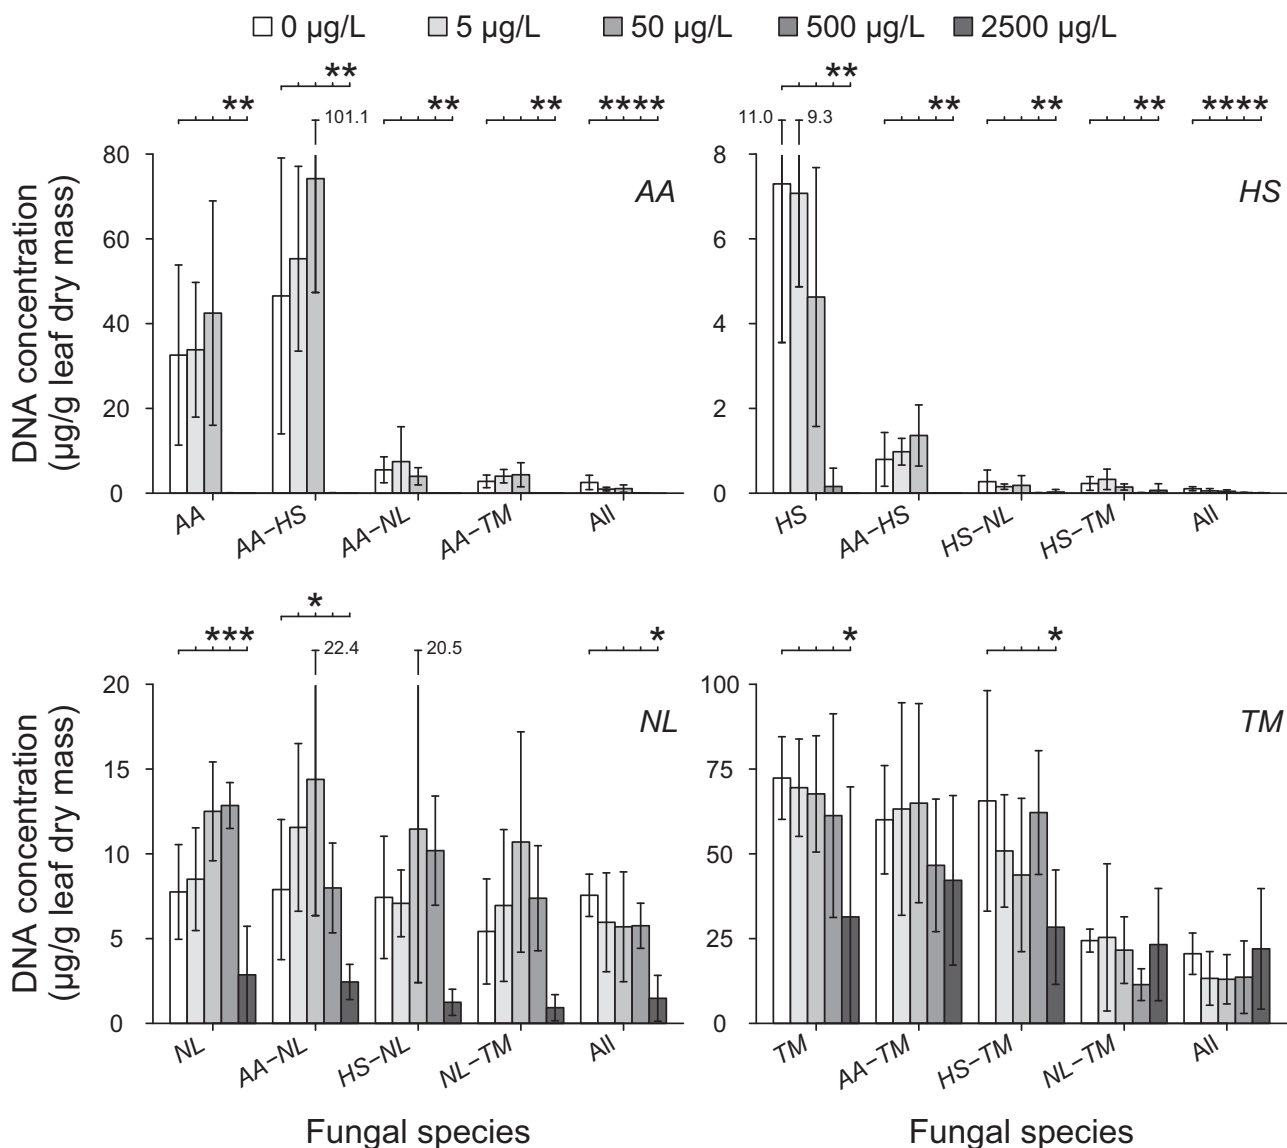 0 µg/L 5 µg/L 50 µg/L 500 µg/L 2500 µg/L
** ** ** ** ****
101.1
AA
DNA concentration
(µg/g leaf dry mass)
80
60
40
20
0
AA AA−HS AA−NL AA−TM All
** ** ** ** ****
11.0 9.3
HS
8
6
4
2
0
HS AA−HS HS−NL HS−TM All
*** * *
22.4 20.5
NL
DNA concentration
(µg/g leaf dry mass)
20
15
10
5
0
NL AA−NL HS−NL NL−TM All
Fungal species
* *
TM
100
75
50
25
0
TM AA−TM HS−TM NL−TM All
Fungal species